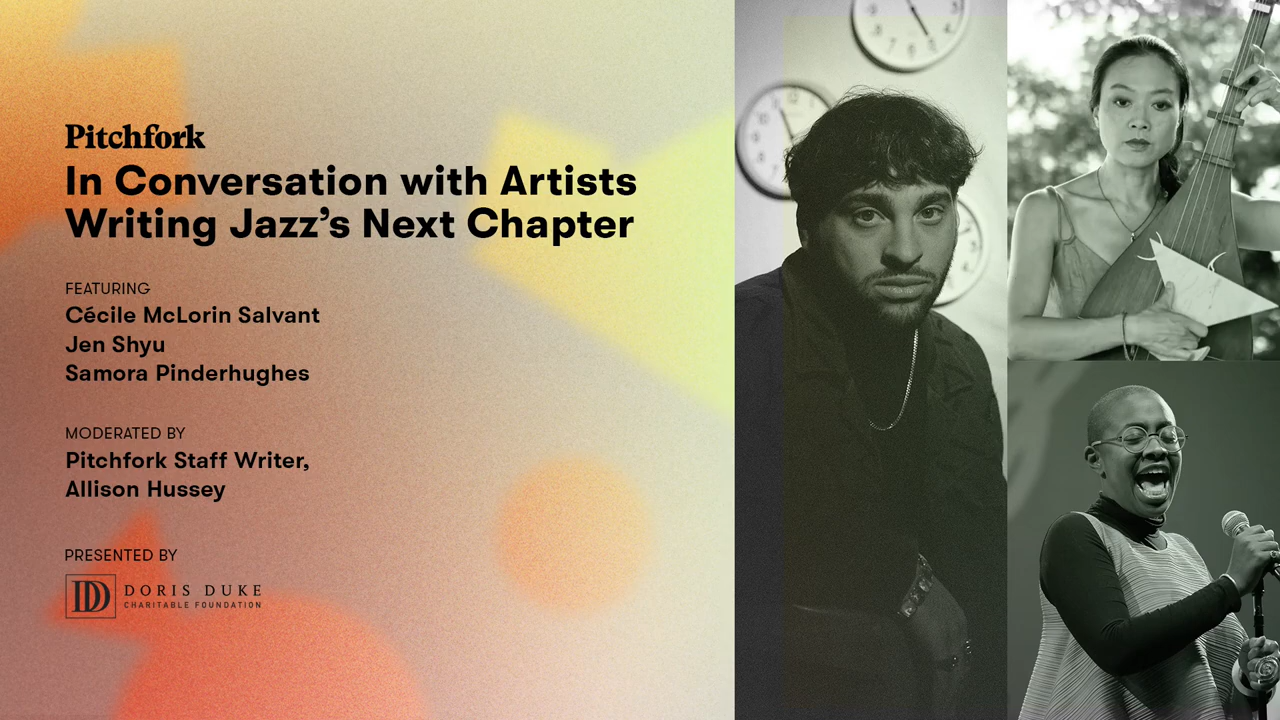 Pitchfork
In Conversation with Artists
Writing Jazz’s Next Chapter
FEATURING
Cécile McLorin Salvant
Jen Shyu
Samora Pinderhughes
MODERATED BY
Pitchfork Staff Writer,
Allison Hussey
PRESENTED BY
DD
DORIS DUKE
CHARITABLE FOUNDATION